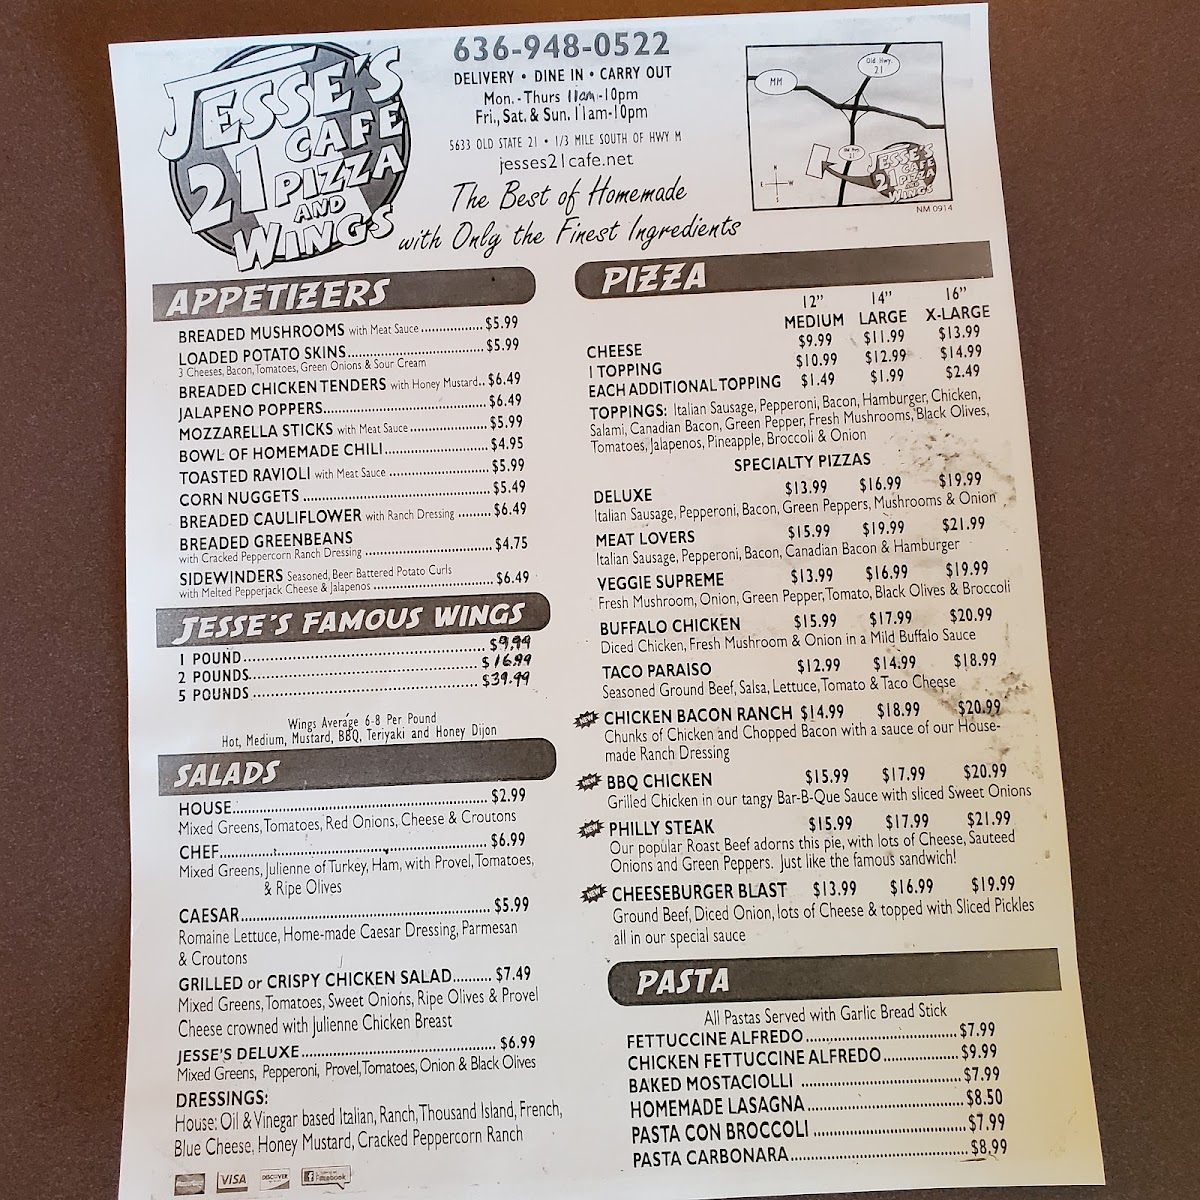 JESSE'S
21 CAFE
PIZZA
AND
WINGS
636-948-0522
DELIVERY • DINE IN • CARRY OUT
Mon. - Thurs 11am-10pm
Fri., Sat. & Sun. 11am-10pm
5633 OLD STATE 21 • 1/3 MILE SOUTH OF HWY M
jesses21cafe.net
The Best of Homemade
with Only the Finest Ingredients
MM
Old Hwy.
21
Old Hwy
21
N
W
S
JESSE'S
21 CAFE
PIZZA
AND
WINGS
NM 0914
APPETIZERS
BREADED MUSHROOMS with Meat Sauce ................. $5.99
LOADED POTATO SKINS...................................... $5.99
3 Cheeses, Bacon, Tomatoes, Green Onions & Sour Cream
BREADED CHICKEN TENDERS with Honey Mustard.. $6.49
JALAPENO POPPERS............................................. $6.49
MOZZARELLA STICKS with Meat Sauce ..................... $5.99
BOWL OF HOMEMADE CHILI............................ $4.95
TOASTED RAVIOLI with Meat Sauce ........................... $5.99
CORN NUGGETS .................................................... $5.49
BREADED CAULIFLOWER with Ranch Dressing ......... $6.49
BREADED GREENBEANS
with Cracked Peppercorn Ranch Dressing ................................... $4.75
SIDEWINDERS Seasoned, Beer Battered Potato Curls
with Melted Pepperjack Cheese & Jalapenos ................................. $6.49
JESSE'S FAMOUS WINGS
1 POUND................................................................... $9.99
2 POUNDS................................................................ $16.99
5 POUNDS .............................................................. $39.99
Wings Average 6-8 Per Pound
Hot, Medium, Mustard, BBQ, Teriyaki and Honey Dijon
SALADS
HOUSE....................................................................... $2.99
Mixed Greens, Tomatoes, Red Onions, Cheese & Croutons
CHEF.......................................................................... $6.99
Mixed Greens, Julienne of Turkey, Ham, with Provel, Tomatoes,
& Ripe Olives
CAESAR..................................................................... $5.99
Romaine Lettuce, Home-made Caesar Dressing, Parmesan
& Croutons
GRILLED or CRISPY CHICKEN SALAD.......... $7.49
Mixed Greens, Tomatoes, Sweet Onions, Ripe Olives & Provel
Cheese crowned with Julienne Chicken Breast
JESSE'S DELUXE...................................................... $6.99
Mixed Greens, Pepperoni, Provel, Tomatoes, Onion & Black Olives
DRESSINGS:
House: Oil & Vinegar based Italian, Ranch, Thousand Island, French,
Blue Cheese, Honey Mustard, Cracked Peppercorn Ranch
VISA
DISCOVER
Facebook
PIZZA
12" 14" 16"
MEDIUM LARGE X-LARGE
CHEESE $9.99 $11.99 $13.99
1 TOPPING $10.99 $12.99 $14.99
EACH ADDITIONAL TOPPING $1.49 $1.99 $2.49
TOPPINGS: Italian Sausage, Pepperoni, Bacon, Hamburger, Chicken,
Salami, Canadian Bacon, Green Pepper, Fresh Mushrooms, Black Olives,
Tomatoes, Jalapenos, Pineapple, Broccoli & Onion
SPECIALTY PIZZAS
DELUXE $13.99 $16.99 $19.99
Italian Sausage, Pepperoni, Bacon, Green Peppers, Mushrooms & Onion
MEAT LOVERS $15.99 $19.99 $21.99
Italian Sausage, Pepperoni, Bacon, Canadian Bacon & Hamburger
VEGGIE SUPREME $13.99 $16.99 $19.99
Fresh Mushroom, Onion, Green Pepper, Tomato, Black Olives & Broccoli
BUFFALO CHICKEN $15.99 $17.99 $20.99
Diced Chicken, Fresh Mushroom & Onion in a Mild Buffalo Sauce
TACO PARAISO $12.99 $14.99 $18.99
Seasoned Ground Beef, Salsa, Lettuce, Tomato & Taco Cheese
NEW CHICKEN BACON RANCH $14.99 $18.99 $20.99
Chunks of Chicken and Chopped Bacon with a sauce of our House-
made Ranch Dressing
NEW BBQ CHICKEN $15.99 $17.99 $20.99
Grilled Chicken in our tangy Bar-B-Que Sauce with sliced Sweet Onions
NEW PHILLY STEAK $15.99 $17.99 $21.99
Our popular Roast Beef adorns this pie, with lots of Cheese, Sauteed
Onions and Green Peppers. Just like the famous sandwich!
NEW CHEESEBURGER BLAST $13.99 $16.99 $19.99
Ground Beef, Diced Onion, lots of Cheese & topped with Sliced Pickles
all in our special sauce
PASTA
All Pastas Served with Garlic Bread Stick
FETTUCCINE ALFREDO........................................ $7.99
CHICKEN FETTUCCINE ALFREDO................... $9.99
BAKED MOSTACIOLLI ......................................... $7.99
HOMEMADE LASAGNA........................................ $8.50
PASTA CON BROCCOLI ...................................... $7.99
PASTA CARBONARA.............................................. $8.99